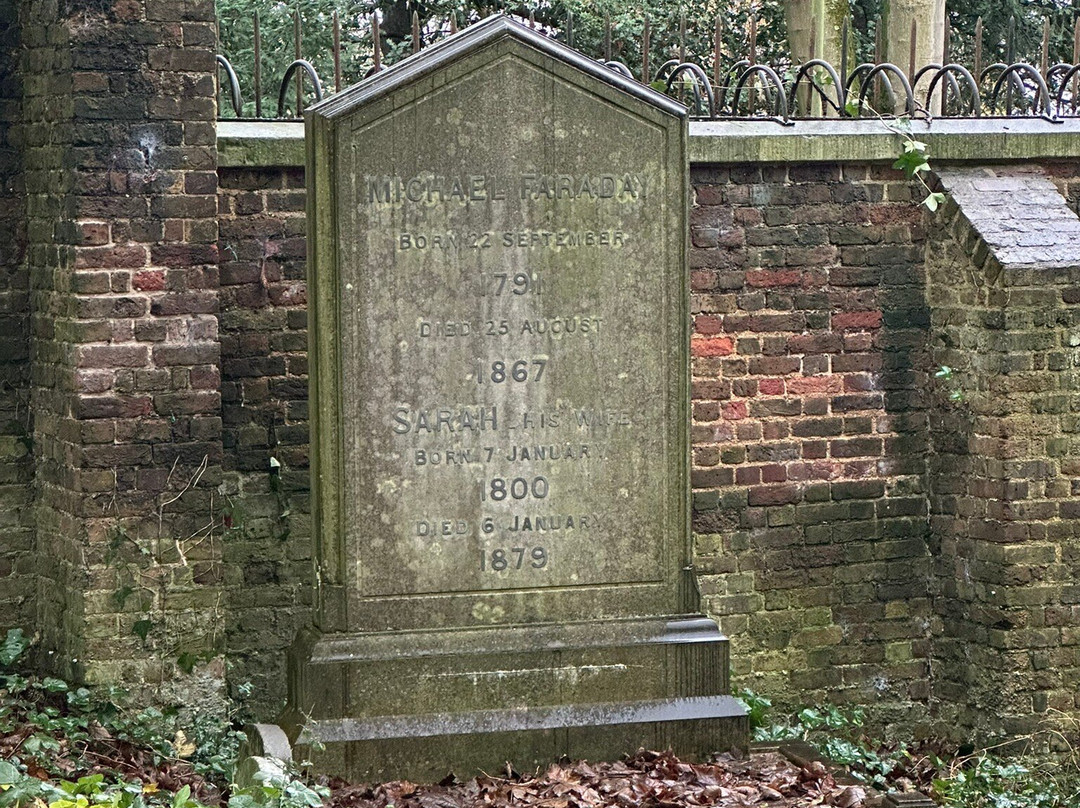 MICHAEL FARADAY
BORN 22 SEPTEMBER
1791
DIED 25 AUGUST
1867
SARAH HIS WIFE
BORN 7 JANUARY
1800
DIED 6 JANUARY
1879